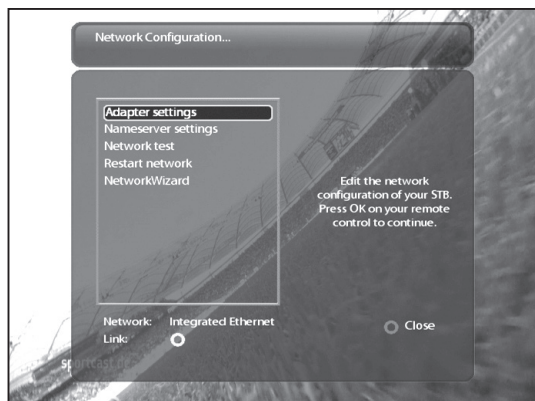 Network Configuration...
Adapter settings
Nameserver settings
Network test
Restart network
NetworkWizard
Edit the network
configuration of your STB.
Press OK on your remote
control to continue.
Network: Integrated Ethernet
Link:
Close
sportcast